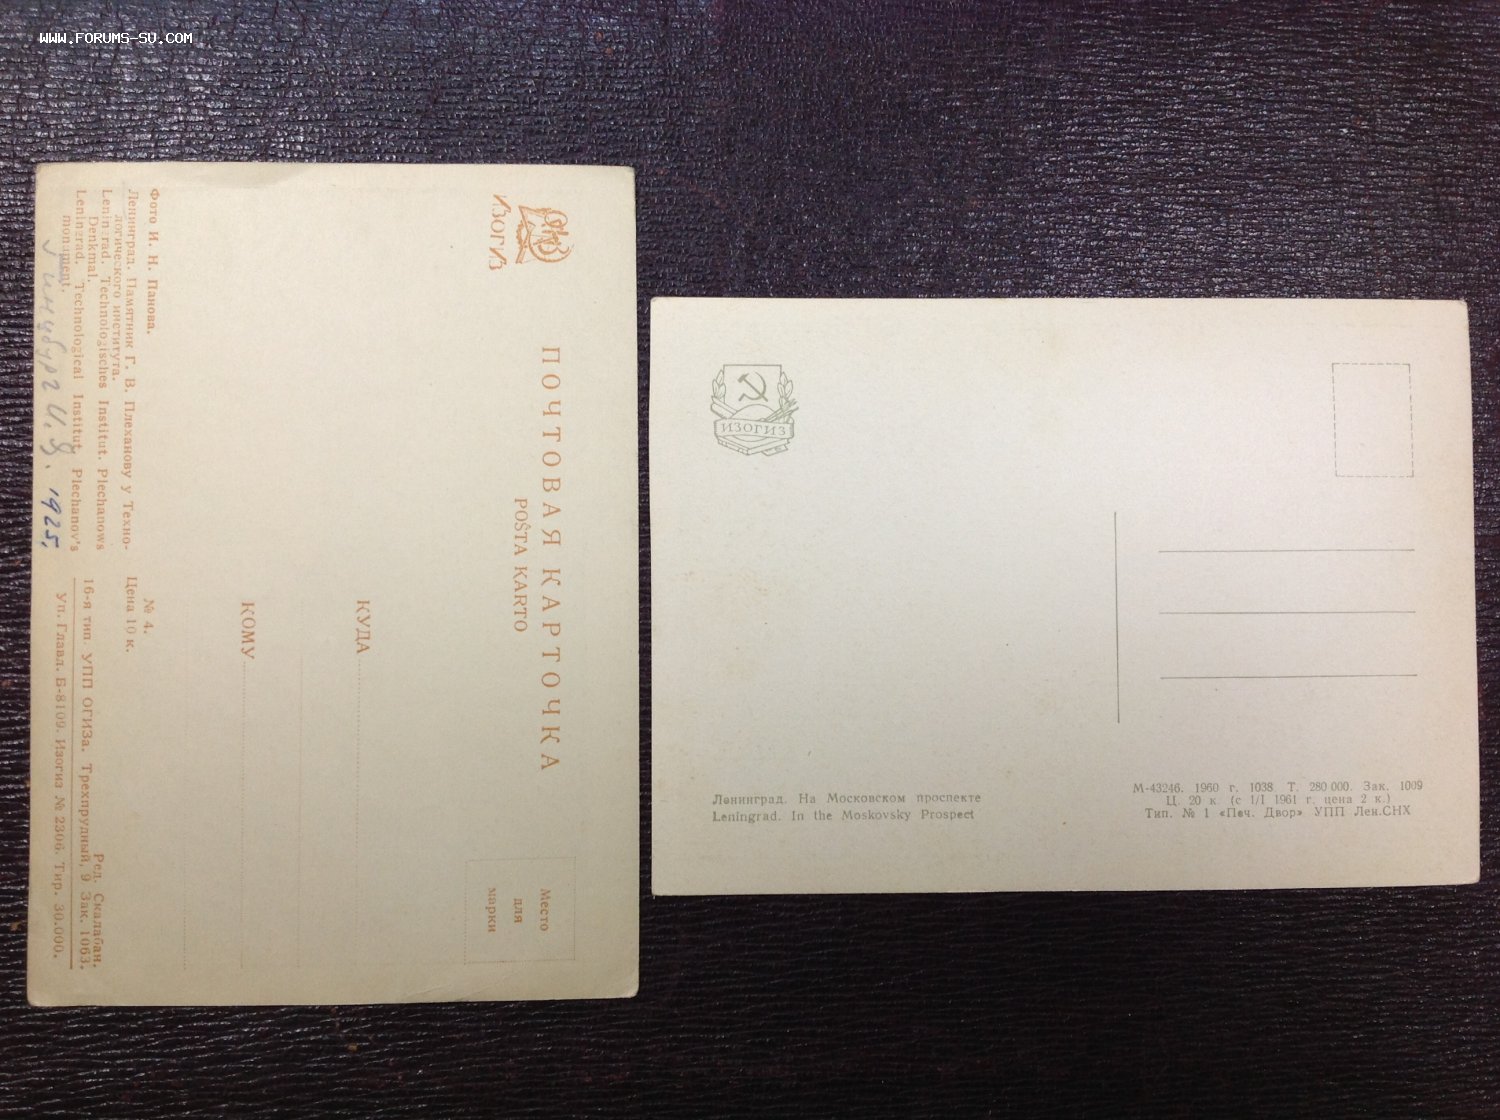 WWW.FORUMS-SU.COM
ИЗОГИЗ
ПОЧТОВАЯ КАРТОЧКА
POŜTA KARTO
Место
для
марки
КУДА
КОМУ
Фото И. Н. Панова.
Ленинград. Памятник Г. В. Плеханову у Техно-
логического института.
Leningrad. Technologisches Institut. Plechanows
Denkmal.
Leningrad. Technological Institut. Plechanov's
monument.
Гинцбург И. Я. 1925.
№ 4.
Цена 10 к.
Ред. Скалабан.
16-я тип. УПП ОГИЗа. Трехпрудный, 9 Зак. 1063.
Уп. Главл. Б-8109. Изогиз № 2306. Тир. 30.000.
ИЗОГИЗ
Ленинград. На Московском проспекте
Leningrad. In the Moskovsky Prospect
М-43246. 1960 г. 1038 Т. 280 000. Зак. 1009
Ц. 20 к. (с 1/I 1961 г. цена 2 к.)
Тип. № 1 «Печ. Двор» УПП Лен.СНХ